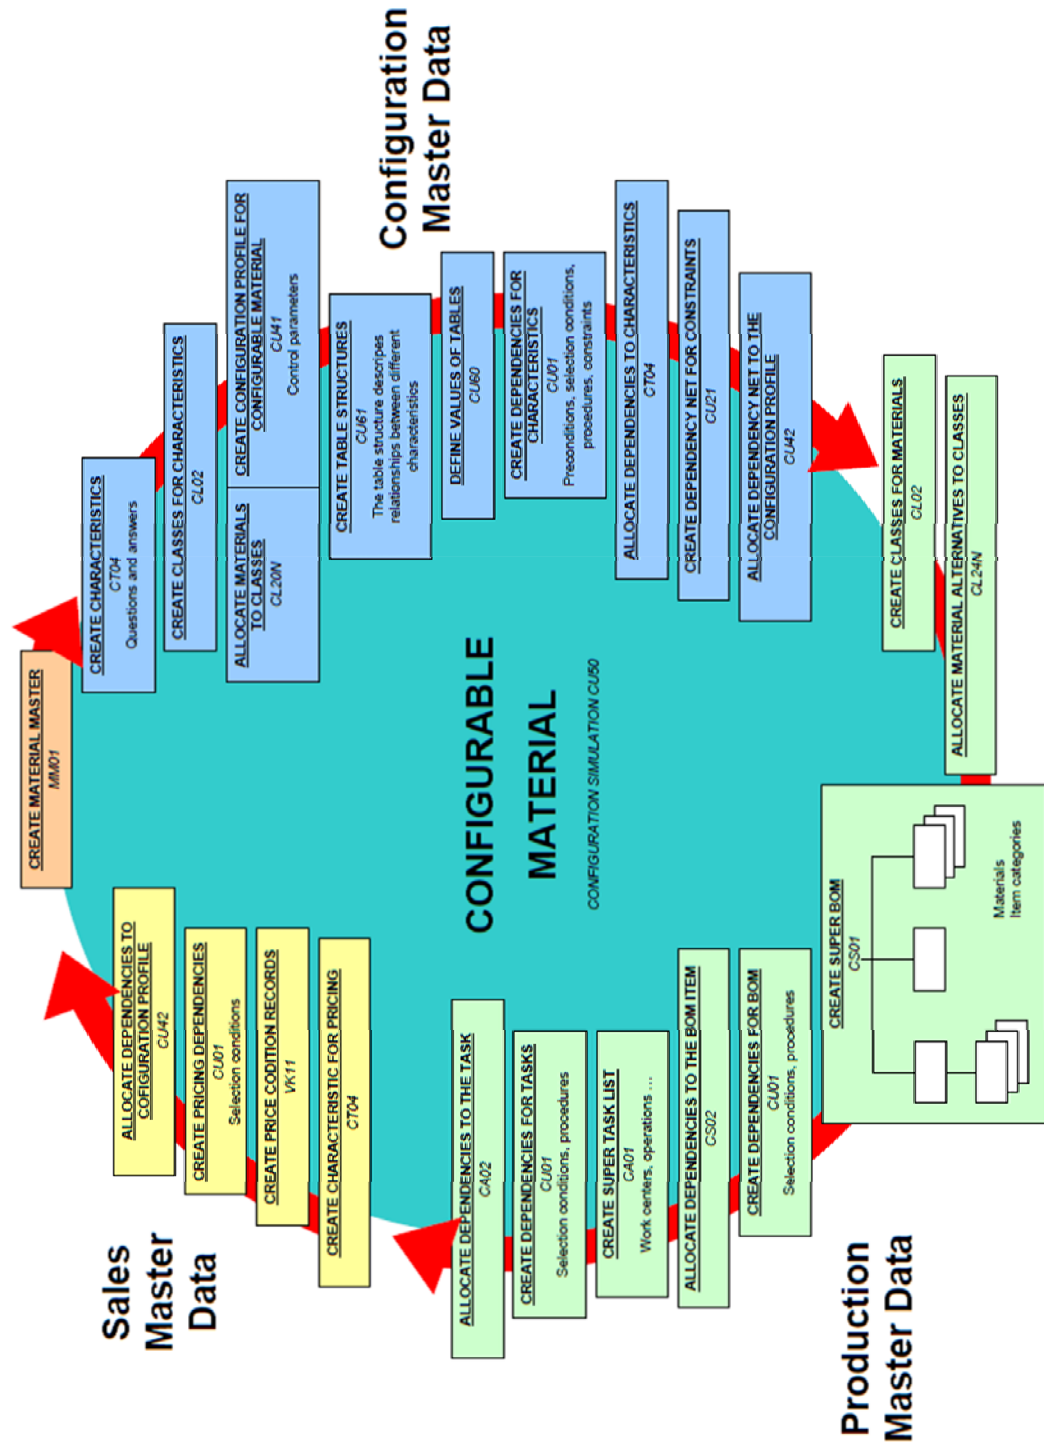 CREATE MATERIAL MASTER
MM01
CREATE CHARACTERISTICS
CT04
Questions and answers
CREATE CLASSES FOR CHARACTERISTICS
CL02
ALLOCATE MATERIALS
TO CLASSES
CL20N
CREATE CONFIGURATION PROFILE FOR
CONFIGURABLE MATERIAL
CU41
Control parameters
CREATE TABLE STRUCTURES
CU61
The table structure descripes
relationships between different
characteristics
DEFINE VALUES OF TABLES
CU60
CREATE DEPENDENCIES FOR
CHARACTERISTICS
CU01
Preconditions, selection conditions,
procedures, constraints
ALLOCATE DEPENDENCIES TO CHARACTERISTICS
CT04
CREATE DEPENDENCY NET FOR CONSTRAINTS
CU21
ALLOCATE DEPENDENCY NET TO THE
CONFIGURATION PROFILE
CU42
Configuration
Master Data
CREATE CLASSES FOR MATERIALS
CL02
ALLOCATE MATERIAL ALTERNATIVES TO CLASSES
CL24N
CREATE SUPER BOM
CS01
Materials
Item categories
CREATE DEPENDENCIES FOR BOM
CU01
Selection conditions, procedures
ALLOCATE DEPENDENCIES TO THE BOM ITEM
CS02
CREATE SUPER TASK LIST
CA01
Work centers, operations ...
CREATE DEPENDENCIES FOR TASKS
CU01
Selection conditions, procedures
ALLOCATE DEPENDENCIES TO THE TASK
CA02
Production
Master Data
CREATE CHARACTERISTIC FOR PRICING
CT04
CREATE PRICE CODITION RECORDS
VK11
CREATE PRICING DEPENDENCIES
CU01
Selection conditions
ALLOCATE DEPENDENCIES TO
COFIGURATION PROFILE
CU42
Sales
Master
Data
CONFIGURABLE
MATERIAL
CONFIGURATION SIMULATION CU50